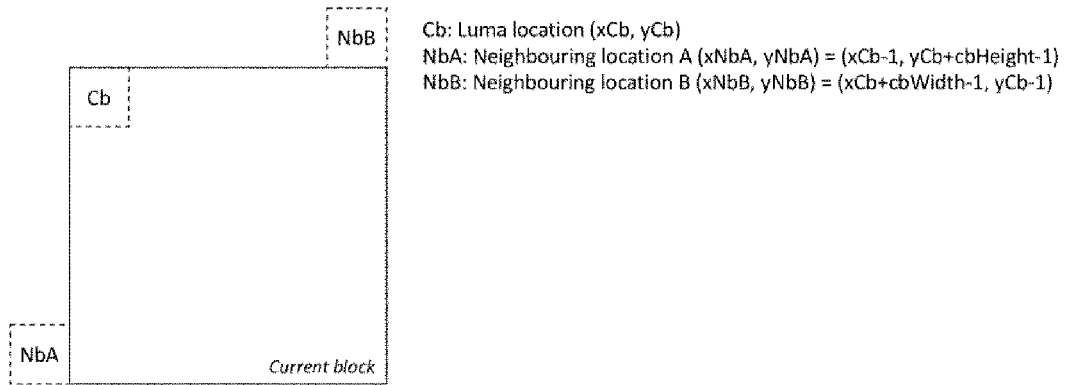 NbB
Cb: Luma location (xCb, yCb)
NbA: Neighbouring location A (xNbA, yNbA) = (xCb-1, yCb+cbHeight-1)
NbB: Neighbouring location B (xNbB, yNbB) = (xCb+cbWidth-1, yCb-1)
Cb
NbA
Current block